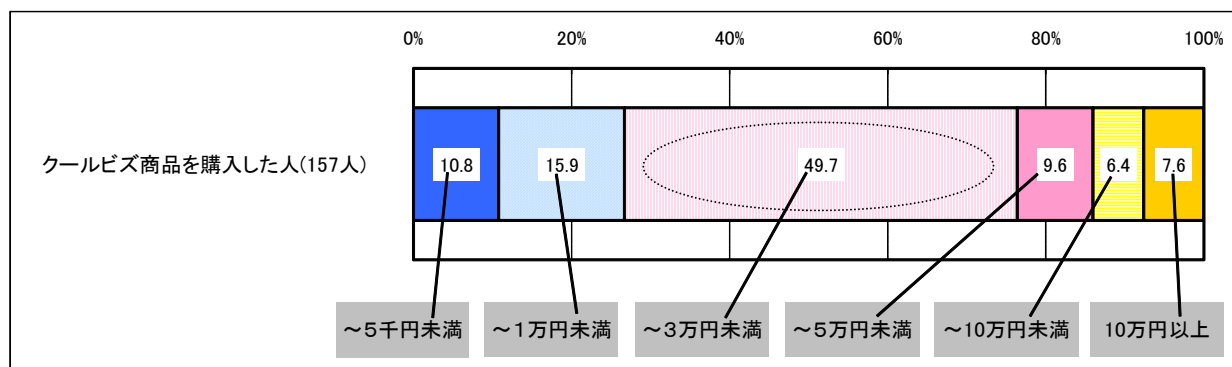 0% 20% 40% 60% 80% 100%
クールビズ商品を購入した人(157人) 10.8 15.9 49.7 9.6 6.4 7.6
～5千円未満 ～1万円未満 ～3万円未満 ～5万円未満 ～10万円未満 10万円以上